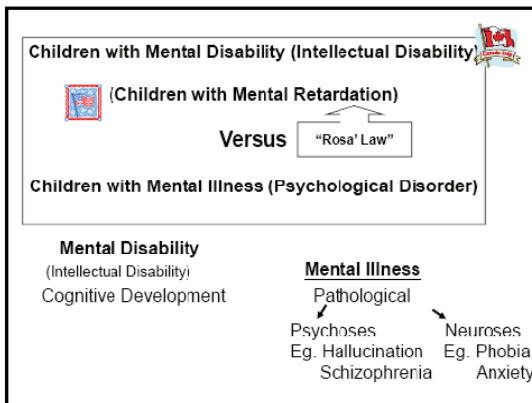 Children with Mental Disability (Intellectual Disability)
(Children with Mental Retardation)
Versus
"Rosa' Law"
Children with Mental Illness (Psychological Disorder)
Mental Disability
(Intellectual Disability)
Cognitive Development
Mental Illness
Pathological
Psychoses
Eg. Hallucination
Schizophrenia
Neuroses
Eg. Phobia
Anxiety